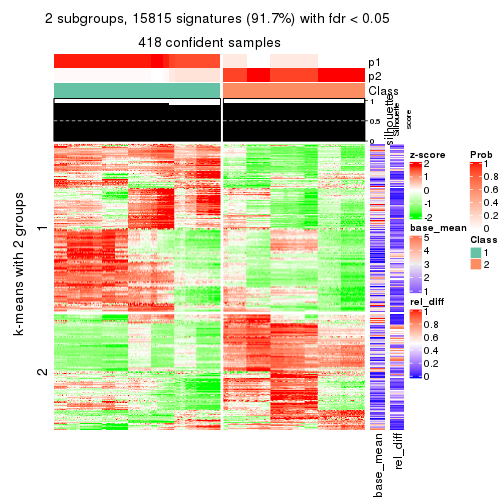 2 subgroups, 15815 signatures (91.7%) with fdr < 0.05
418 confident samples
p1
p2
Class
1
0.5
0
silhouette
Silhouette
score
k-means with 2 groups
1
2
base_mean
rel_diff
z-score
2
1
0
-1
-2
base_mean
5
4
3
2
1
rel_diff
1
0.8
0.6
0.4
0.2
0
Prob
1
0.8
0.6
0.4
0.2
0
Class
1
2